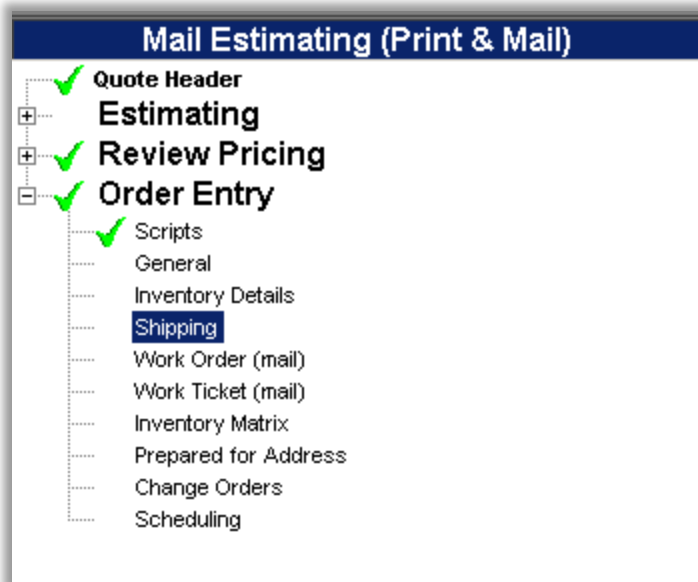 Mail Estimating (Print & Mail)
Quote Header
Estimating
Review Pricing
Order Entry
Scripts
General
Inventory Details
Shipping
Work Order (mail)
Work Ticket (mail)
Inventory Matrix
Prepared for Address
Change Orders
Scheduling